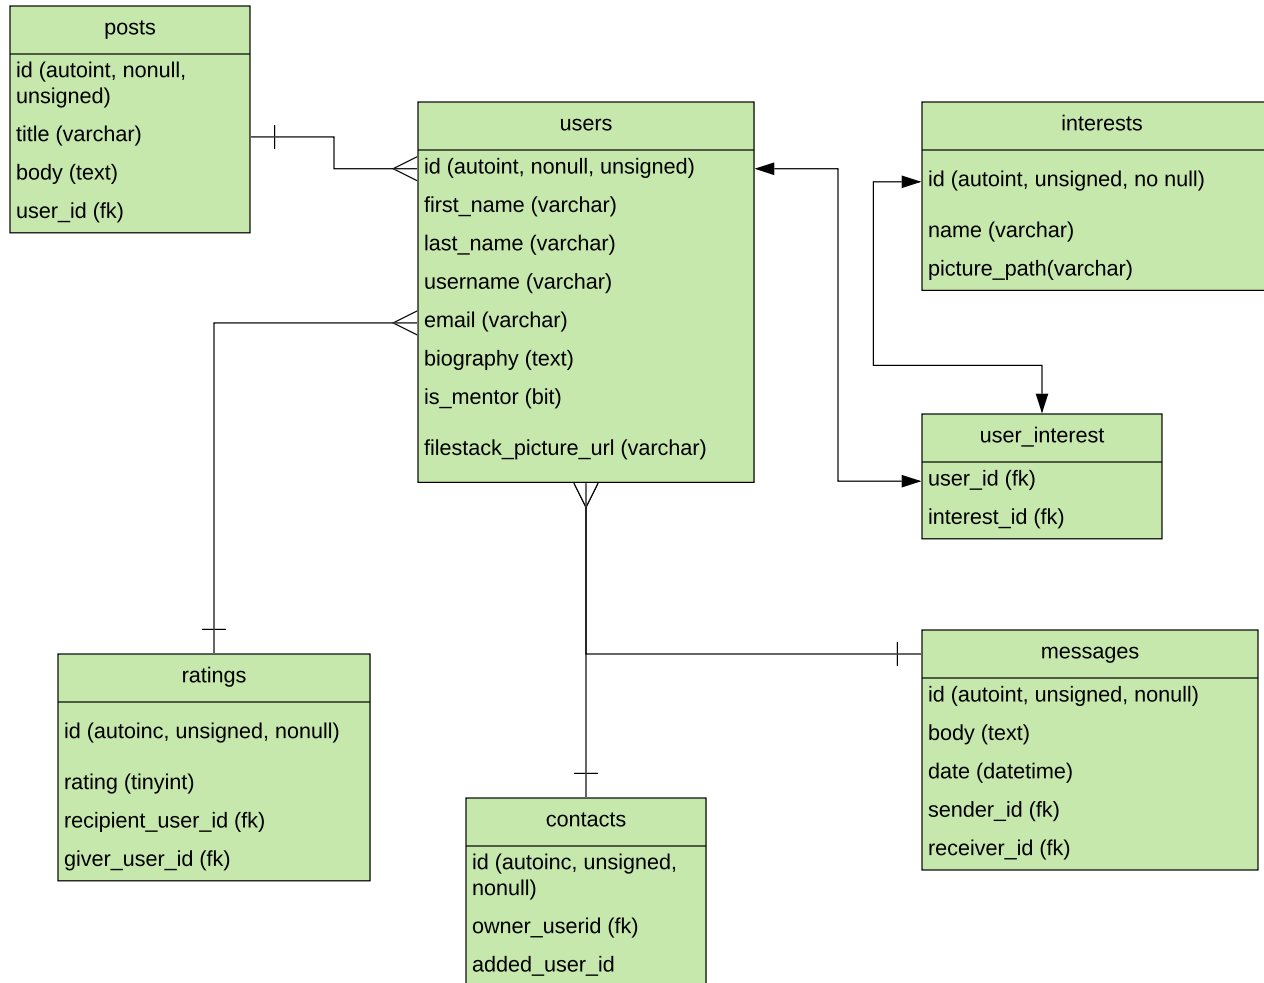 posts
id (autoint, nonull,
unsigned)
title (varchar)
body (text)
user_id (fk)
users
id (autoint, nonull, unsigned)
first_name (varchar)
last_name (varchar)
username (varchar)
email (varchar)
biography (text)
is_mentor (bit)
filestack_picture_url (varchar)
interests
id (autoint, unsigned, no null)
name (varchar)
picture_path(varchar)
user_interest
user_id (fk)
interest_id (fk)
ratings
id (autoinc, unsigned, nonull)
rating (tinyint)
recipient_user_id (fk)
giver_user_id (fk)
contacts
id (autoinc, unsigned,
nonull)
owner_userid (fk)
added_user_id
messages
id (autoint, unsigned, nonull)
body (text)
date (datetime)
sender_id (fk)
receiver_id (fk)